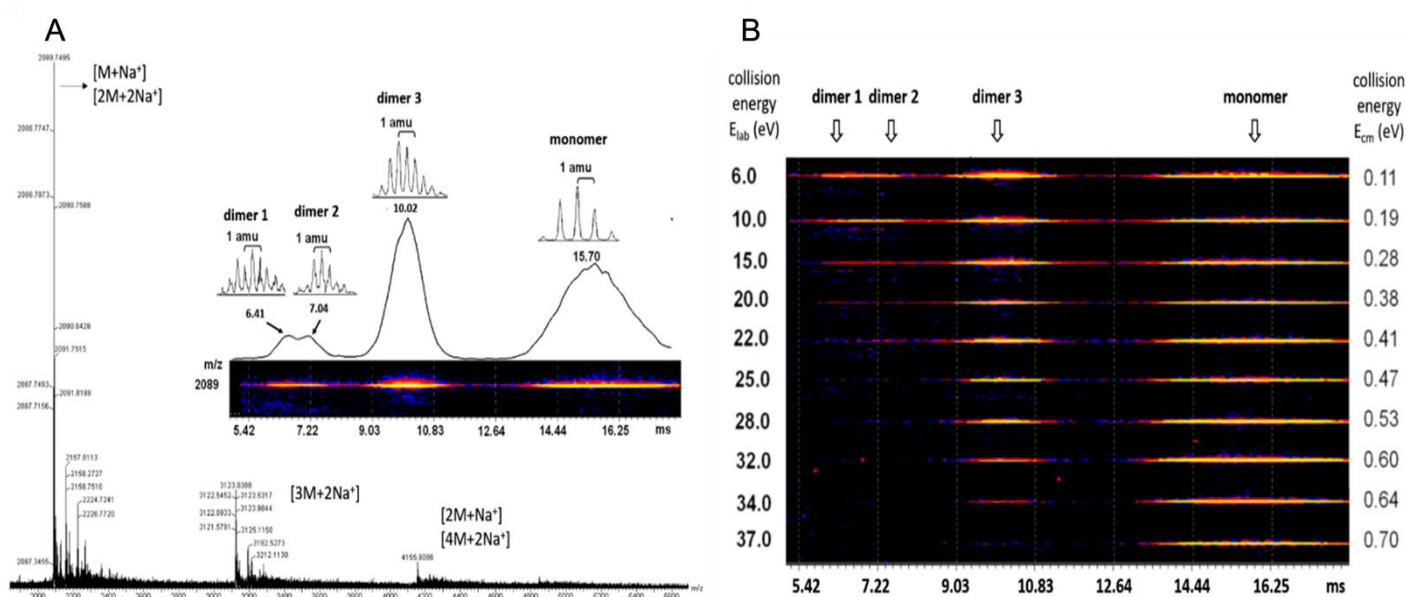 A
2089.7495
[M+Na⁺]
[2M+2Na⁺]
2088.7747
2090.7588
2090.8428
2091.7515
2087.7493
2091.8180
2087.7156
2157.8113
2158.2727
2158.7510
2224.7241
2226.7720
2087.3466
dimer 1
1 amu
6.41
dimer 2
1 amu
7.04
dimer 3
1 amu
10.02
monomer
1 amu
15.70
m/z
2089
5.42 7.22 9.03 10.83 12.64 14.44 16.25 ms
3123.0388
3122.5452 3123.5317
3122.0933 3123.9844
3121.5791 3125.1150
3192.5273
3212.1130
[3M+2Na⁺]
[2M+Na⁺]
[4M+2Na⁺]
4155.9096
m/z
B
collision
energy
E_lab (eV)
dimer 1 dimer 2 dimer 3 monomer
collision
energy
E_cm (eV)
6.0 0.11
10.0 0.19
15.0 0.28
20.0 0.38
22.0 0.41
25.0 0.47
28.0 0.53
32.0 0.60
34.0 0.64
37.0 0.70
5.42 7.22 9.03 10.83 12.64 14.44 16.25 ms